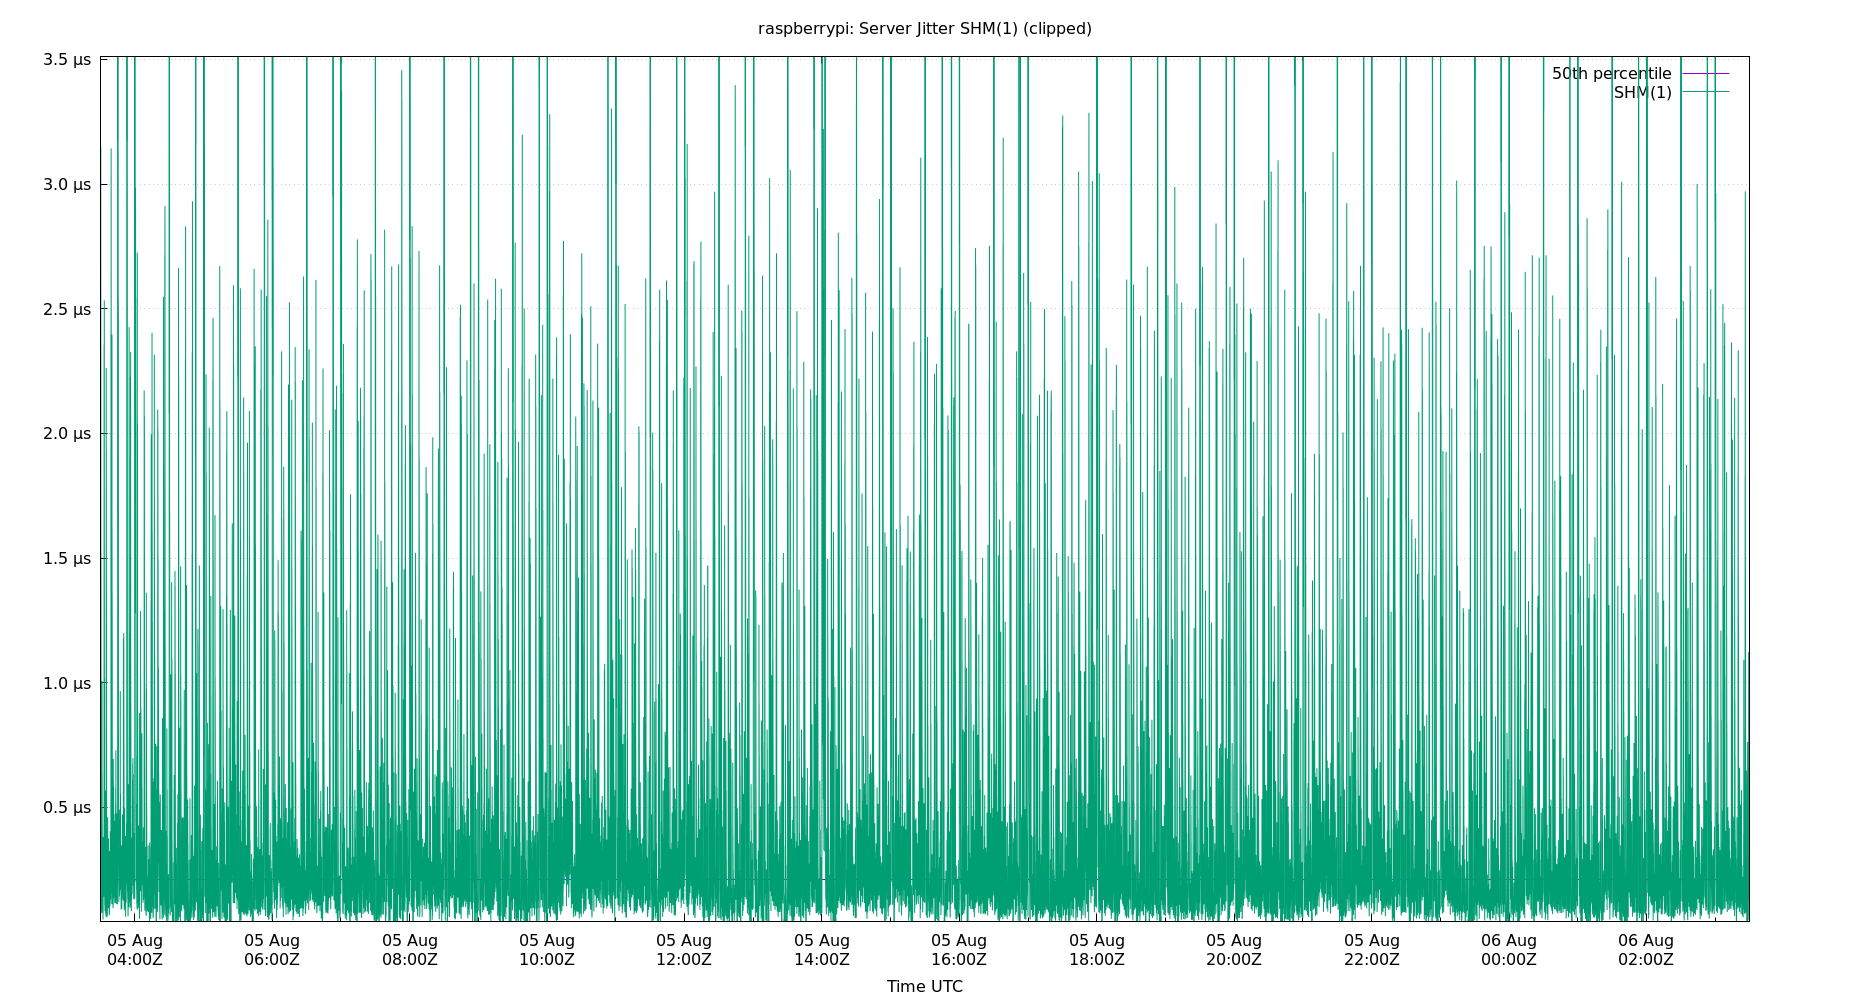 raspberrypi: Server Jitter SHM(1) (clipped)
50th percentile
SHM(1)
3.5 µs
3.0 µs
2.5 µs
2.0 µs
1.5 µs
1.0 µs
0.5 µs
05 Aug 05 Aug 05 Aug 05 Aug 05 Aug 05 Aug 05 Aug 05 Aug 05 Aug 05 Aug 06 Aug 06 Aug
04:00Z 06:00Z 08:00Z 10:00Z 12:00Z 14:00Z 16:00Z 18:00Z 20:00Z 22:00Z 00:00Z 02:00Z
Time UTC